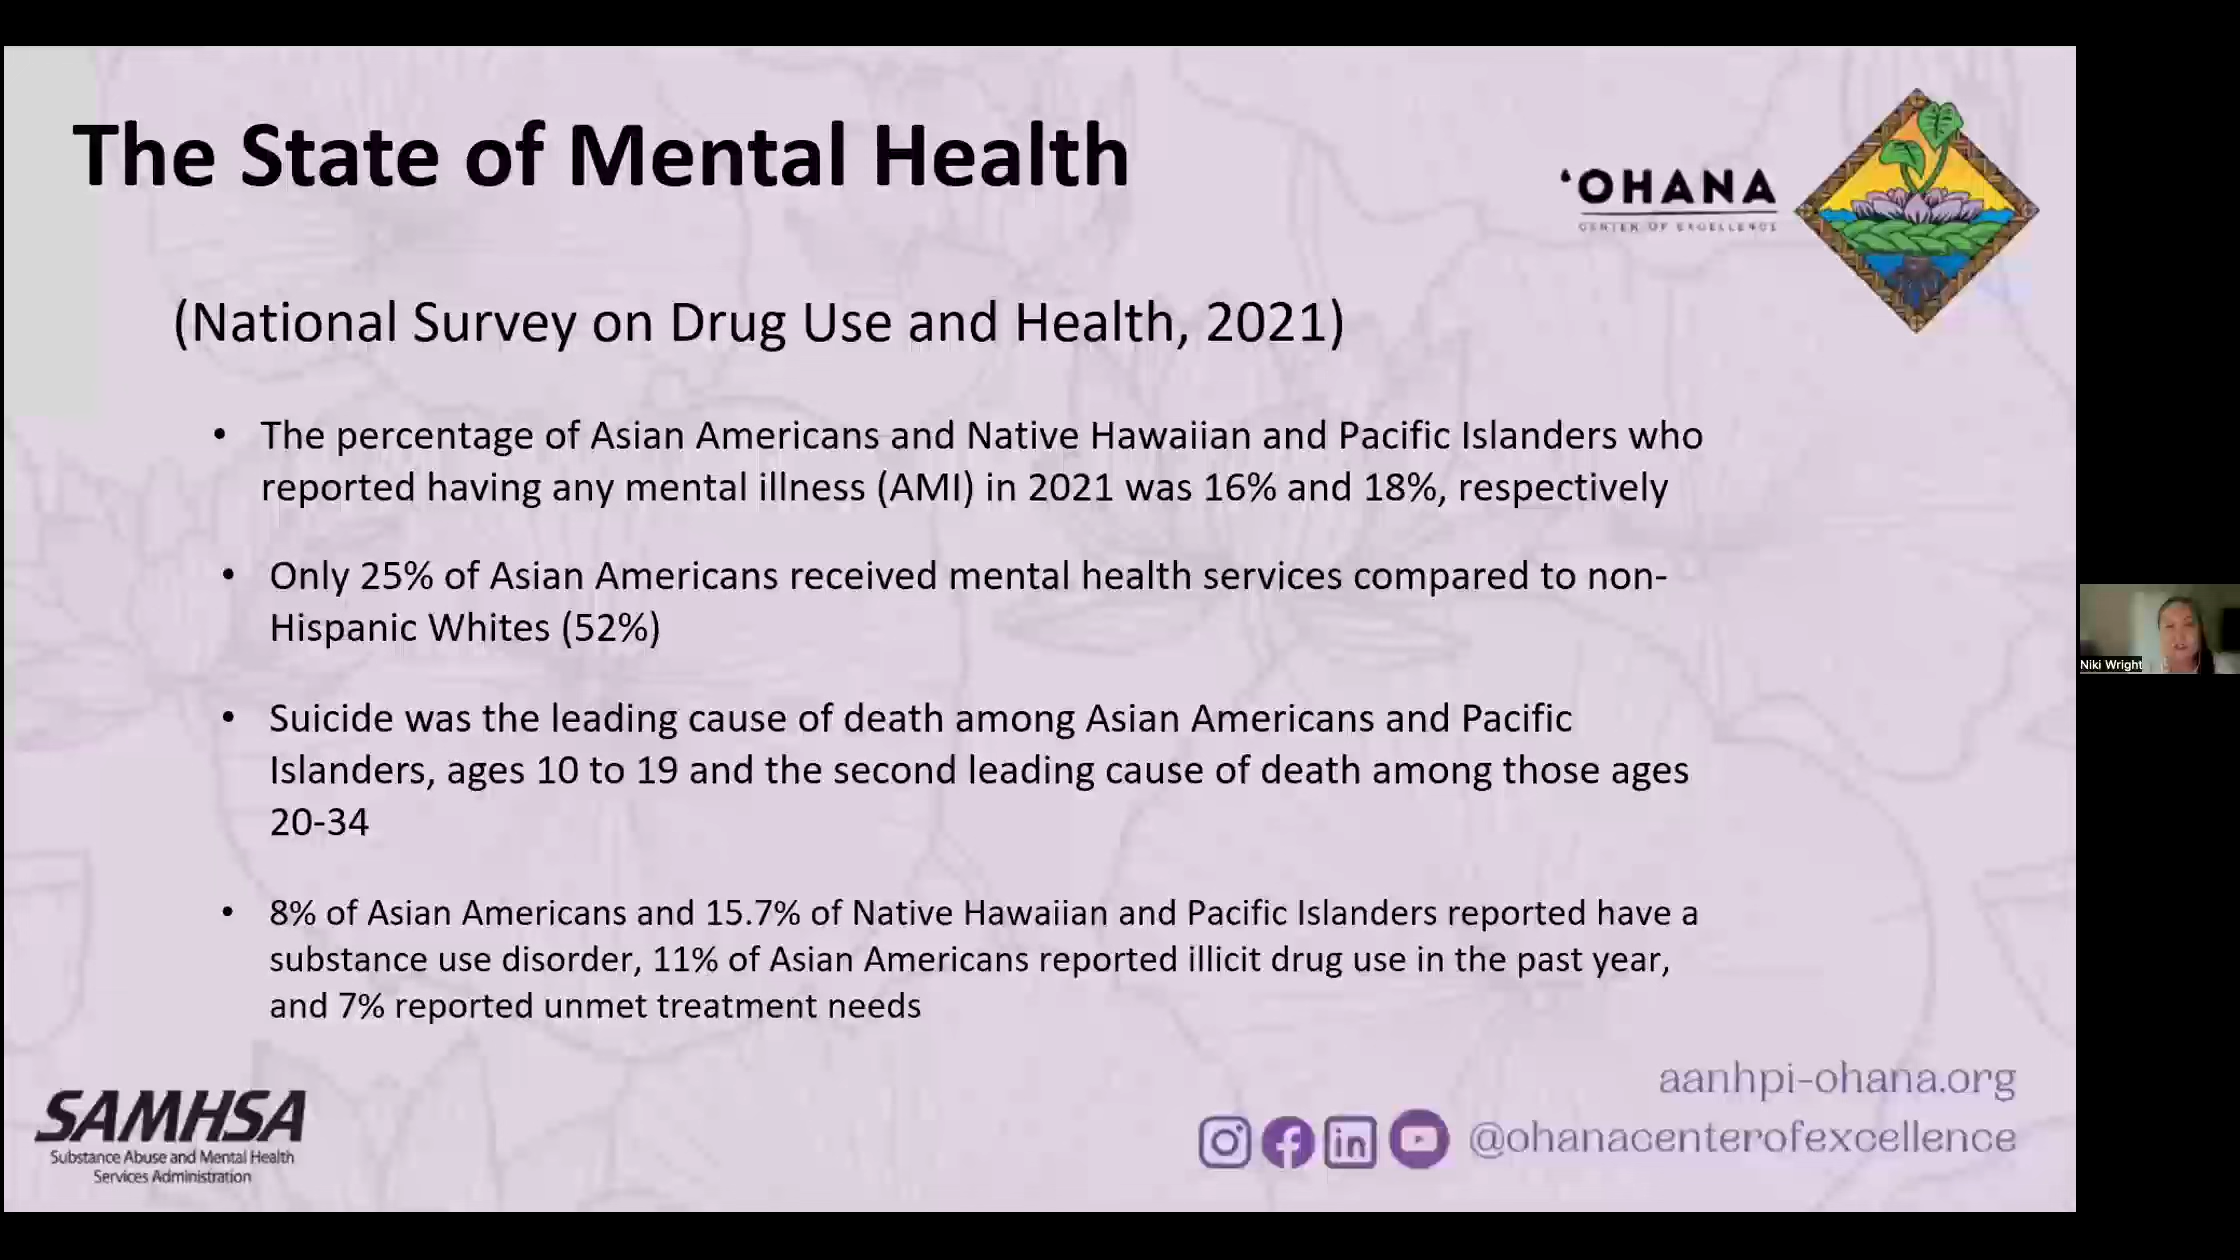 The State of Mental Health
ʻOHANA
CENTER OF EXCELLENCE
(National Survey on Drug Use and Health, 2021)
• The percentage of Asian Americans and Native Hawaiian and Pacific Islanders who
reported having any mental illness (AMI) in 2021 was 16% and 18%, respectively
• Only 25% of Asian Americans received mental health services compared to non-
Hispanic Whites (52%)
• Suicide was the leading cause of death among Asian Americans and Pacific
Islanders, ages 10 to 19 and the second leading cause of death among those ages
20-34
• 8% of Asian Americans and 15.7% of Native Hawaiian and Pacific Islanders reported have a
substance use disorder, 11% of Asian Americans reported illicit drug use in the past year,
and 7% reported unmet treatment needs
Niki Wright
SAMHSA
Substance Abuse and Mental Health
Services Administration
aanhpi-ohana.org
@ohanacenterofexcellence